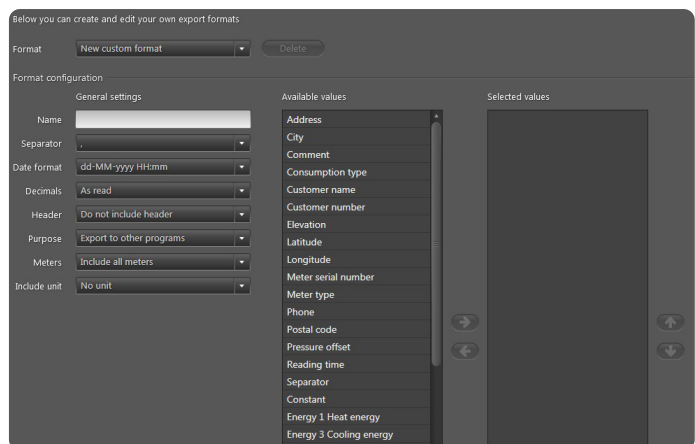 Below you can create and edit your own export formats
Format
New custom format
Delete
Format configuration
General settings
Available values
Selected values
Name
Separator
,
Date format
dd-MM-yyyy HH:mm
Decimals
As read
Header
Do not include header
Purpose
Export to other programs
Meters
Include all meters
Include unit
No unit
Address
City
Comment
Consumption type
Customer name
Customer number
Elevation
Latitude
Longitude
Meter serial number
Meter type
Phone
Postal code
Pressure offset
Reading time
Separator
Constant
Energy 1 Heat energy
Energy 3 Cooling energy